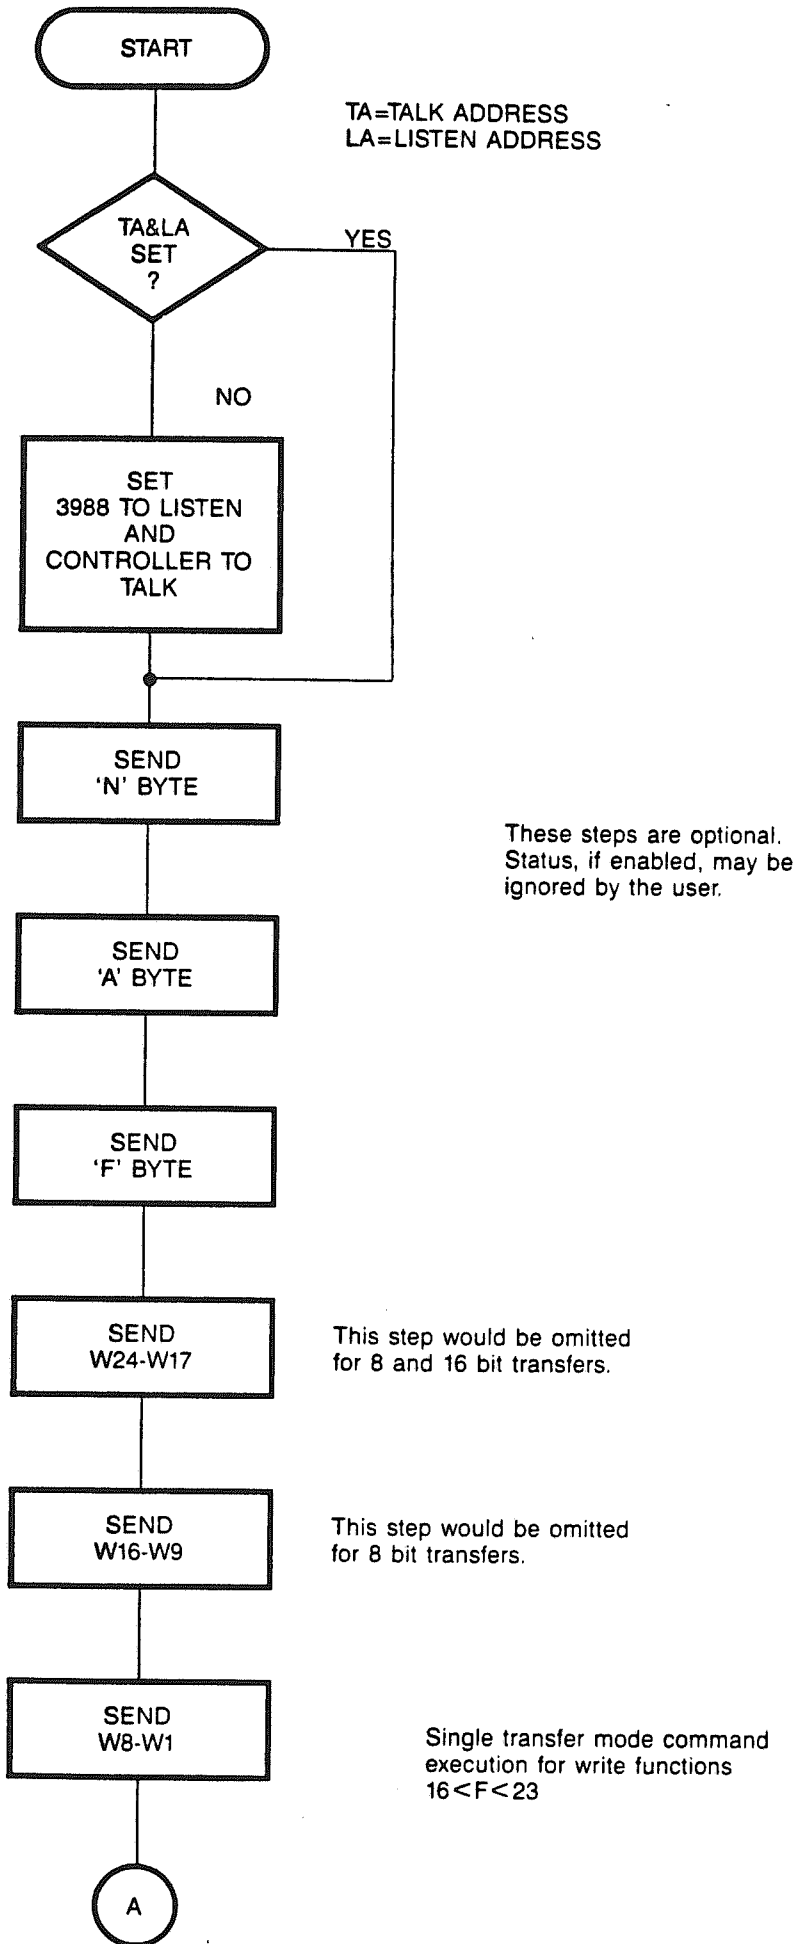 START
TA=TALK ADDRESS
LA=LISTEN ADDRESS
TA&LA
SET
?
YES
NO
SET
3988 TO LISTEN
AND
CONTROLLER TO
TALK
SEND
'N' BYTE
These steps are optional.
Status, if enabled, may be
ignored by the user.
SEND
'A' BYTE
SEND
'F' BYTE
SEND
W24-W17
This step would be omitted
for 8 and 16 bit transfers.
SEND
W16-W9
This step would be omitted
for 8 bit transfers.
SEND
W8-W1
Single transfer mode command
execution for write functions
16<F<23
A